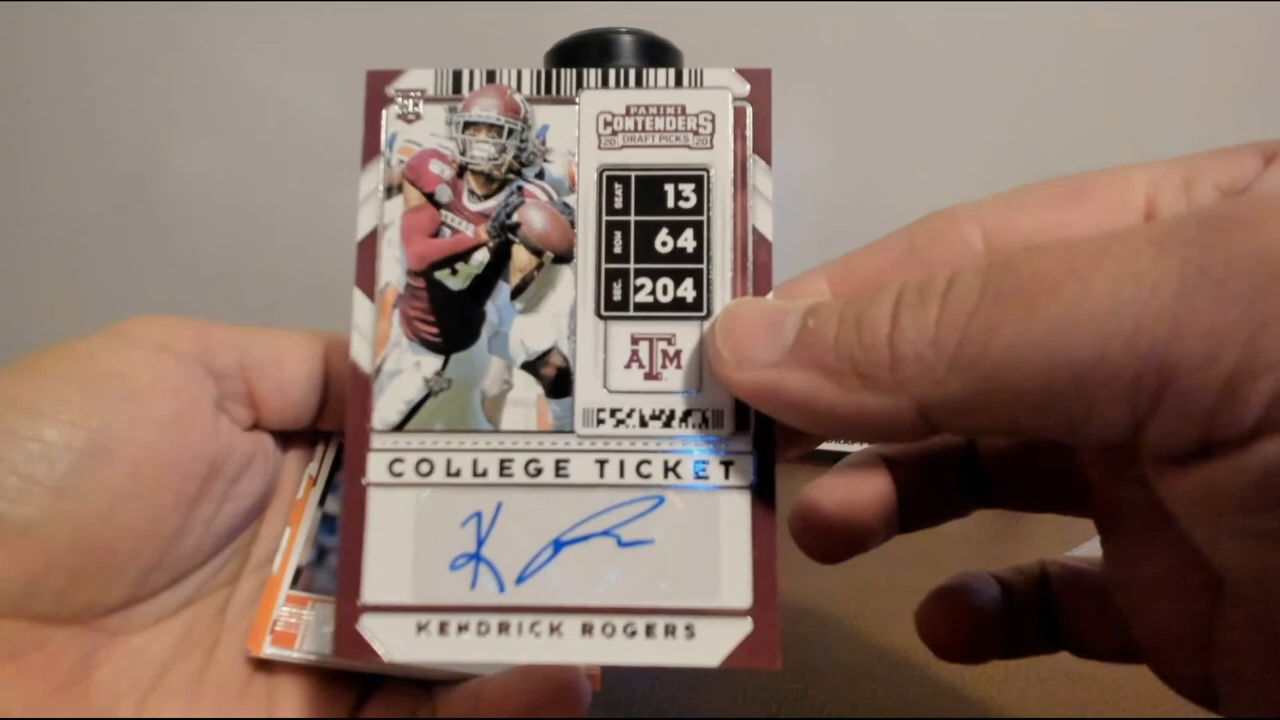 PANINI
CONTENDERS
20 DRAFT PICKS 20
SEAT 13
ROW 64
SEC. 204
ATM
COLLEGE TICKET
K R
KENDRICK ROGERS